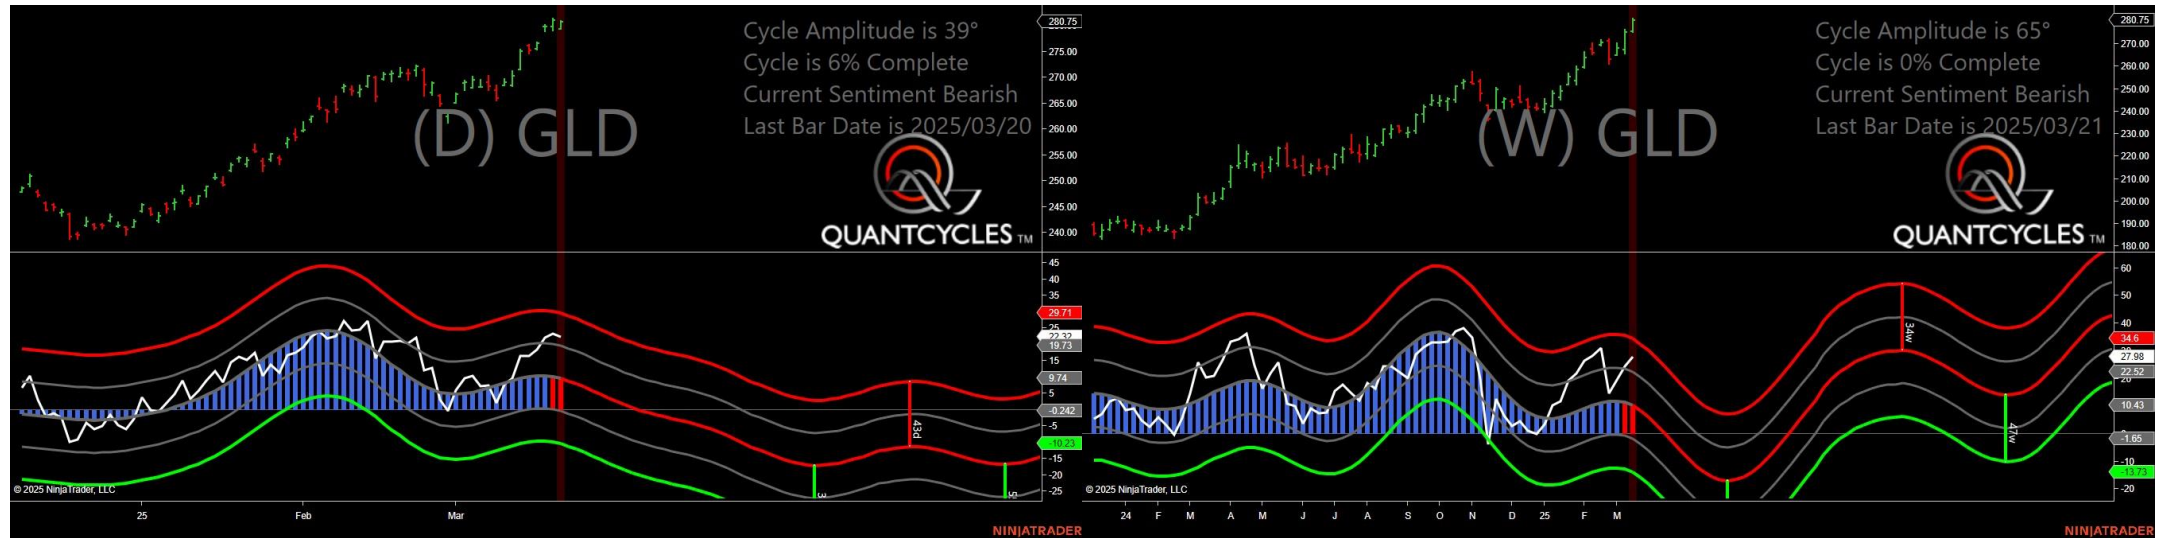 Cycle Amplitude is 39°
Cycle is 6% Complete
Current Sentiment Bearish
Last Bar Date is 2025/03/20
(D) GLD
QUANTCYCLES TM
280.75
275.00
270.00
265.00
260.00
255.00
250.00
245.00
240.00
45
40
35
29.71
25
22.32
19.73
15
9.74
5
-0.242
-5
-10.23
-15
-20
-25
43d
3
5
© 2025 NinjaTrader, LLC
25 Feb Mar
NINJATRADER
Cycle Amplitude is 65°
Cycle is 0% Complete
Current Sentiment Bearish
Last Bar Date is 2025/03/21
(W) GLD
QUANTCYCLES TM
280.75
270.00
260.00
250.00
240.00
230.00
220.00
210.00
200.00
190.00
180.00
60
50
40
34.6
27.98
22.52
20
10.43
-1.65
-10
-13.73
-20
34w
47w
© 2025 NinjaTrader, LLC
24 F M A M J J A S O N D 25 F M
NINJATRADER